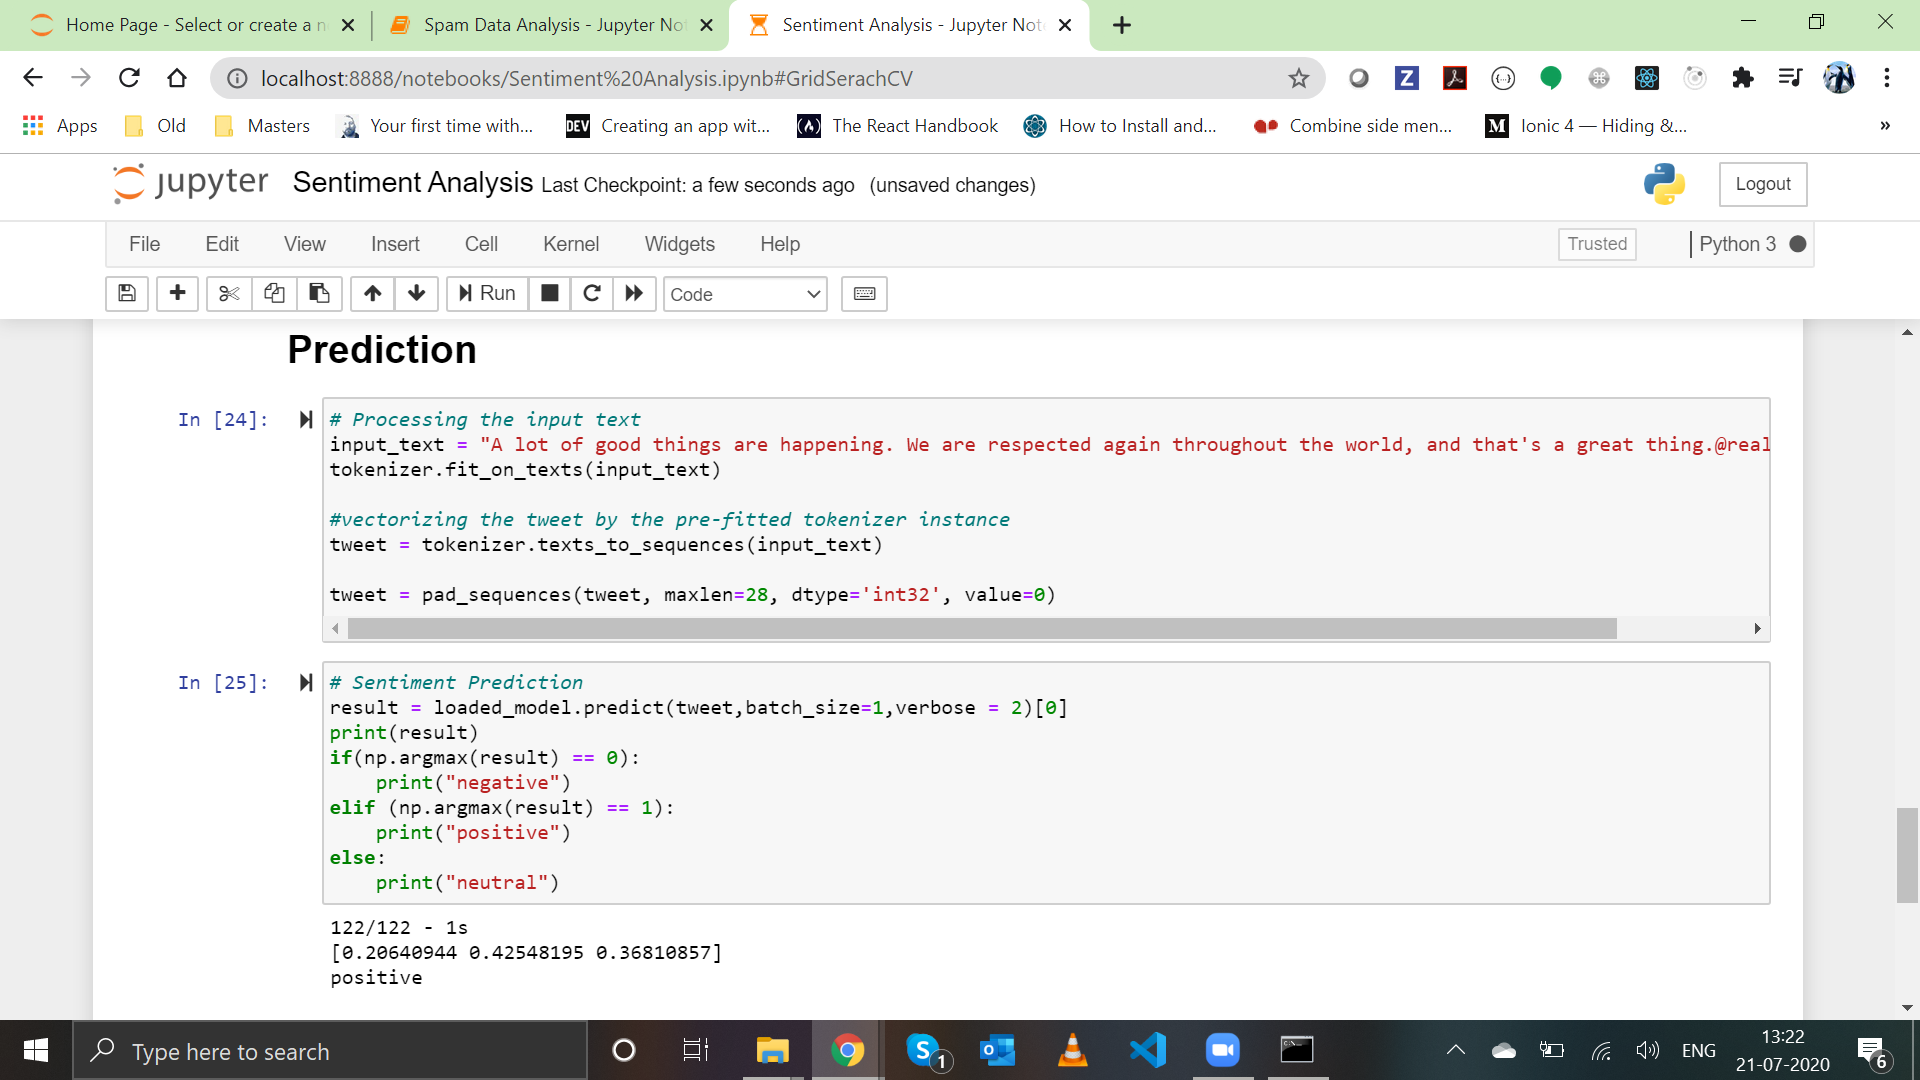 Home Page - Select or create a n
Spam Data Analysis - Jupyter Not
Sentiment Analysis - Jupyter Note
localhost:8888/notebooks/Sentiment%20Analysis.ipynb#GridSerachCV
Apps
Old
Masters
Your first time with...
DEV
Creating an app wit...
The React Handbook
How to Install and...
Combine side men...
Ionic 4 — Hiding &...
»
jupyter
Sentiment Analysis Last Checkpoint: a few seconds ago (unsaved changes)
Logout
File
Edit
View
Insert
Cell
Kernel
Widgets
Help
Trusted
Python 3
Run
Code
Prediction
In [24]:
# Processing the input text
input_text = "A lot of good things are happening. We are respected again throughout the world, and that's a great thing.@real
tokenizer.fit_on_texts(input_text)
#vectorizing the tweet by the pre-fitted tokenizer instance
tweet = tokenizer.texts_to_sequences(input_text)
tweet = pad_sequences(tweet, maxlen=28, dtype='int32', value=0)
In [25]:
# Sentiment Prediction
result = loaded_model.predict(tweet,batch_size=1,verbose = 2)[0]
print(result)
if(np.argmax(result) == 0):
    print("negative")
elif (np.argmax(result) == 1):
    print("positive")
else:
    print("neutral")
122/122 - 1s
[0.20640944 0.42548195 0.36810857]
positive
Type here to search
1
ENG
13:22
21-07-2020
6